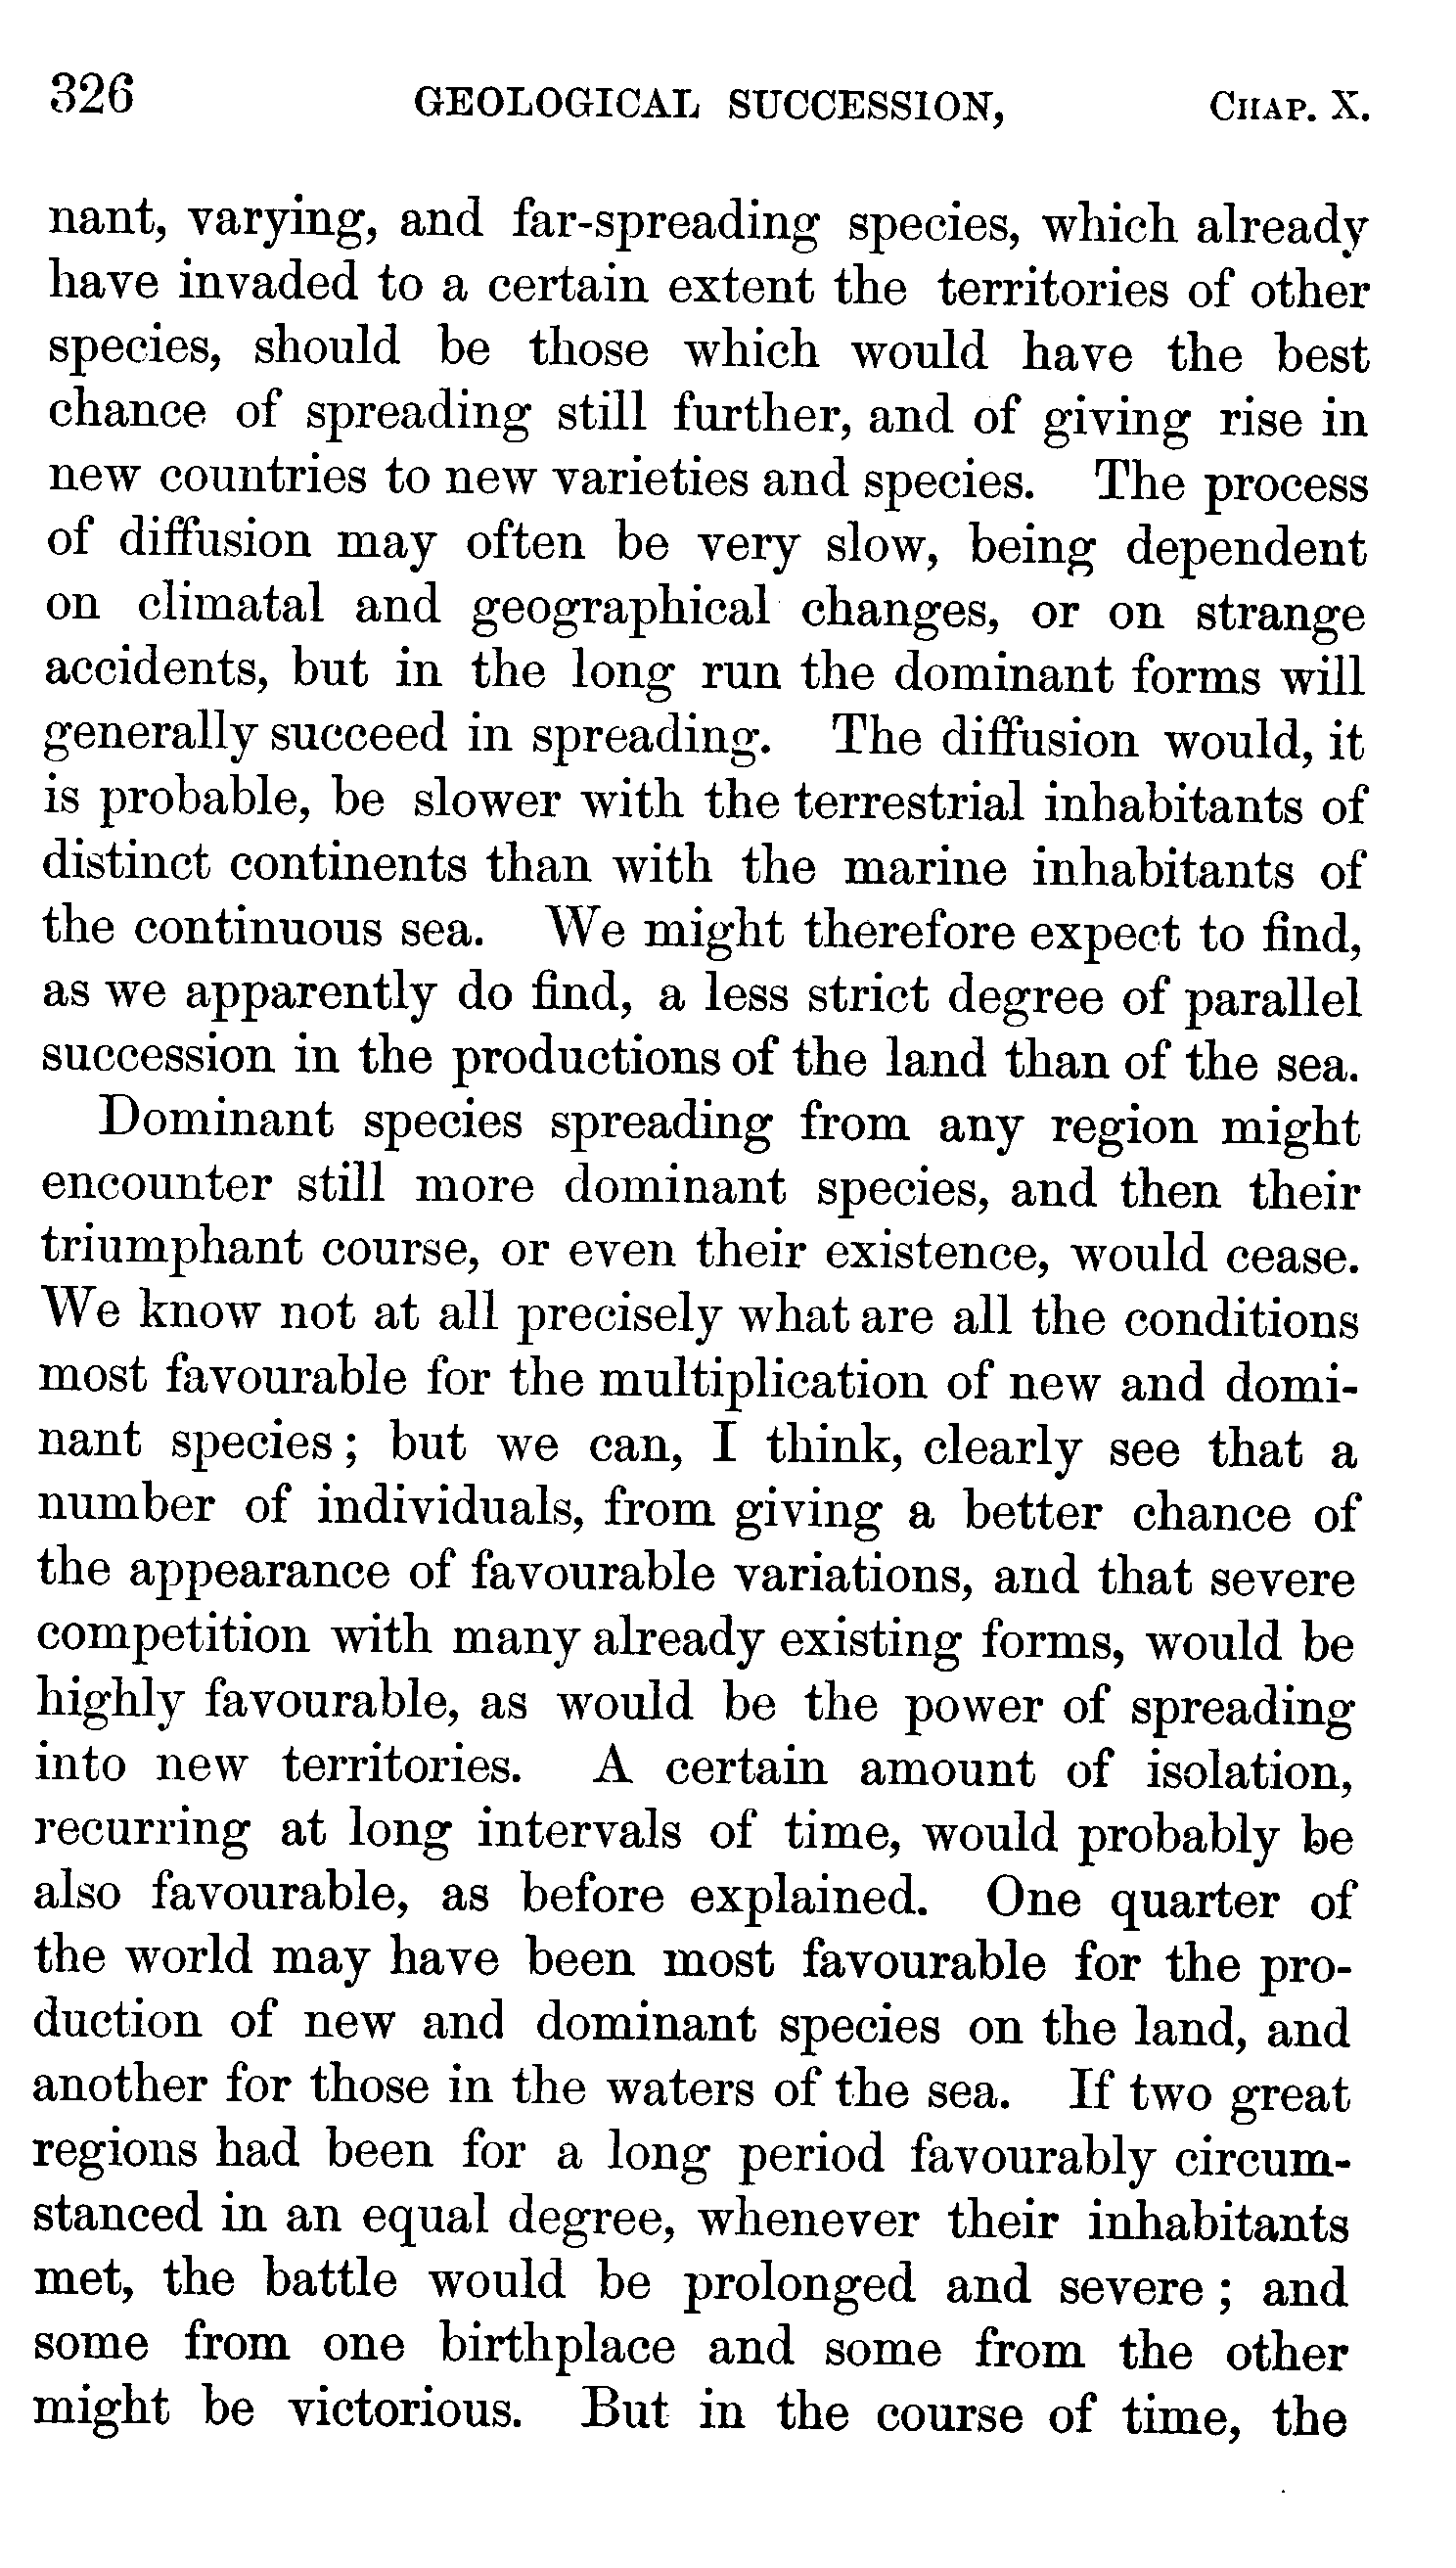 326 GEOLOGICAL SUCCESSION, CHAP. X.
nant, varying, and far-spreading species, which already
have invaded to a certain extent the territories of other
species, should be those which would have the best
chance of spreading still further, and of giving rise in
new countries to new varieties and species. The process
of diffusion may often be very slow, being dependent
on climatal and geographical changes, or on strange
accidents, but in the long run the dominant forms will
generally succeed in spreading. The diffusion would, it
is probable, be slower with the terrestrial inhabitants of
distinct continents than with the marine inhabitants of
the continuous sea. We might therefore expect to find,
as we apparently do find, a less strict degree of parallel
succession in the productions of the land than of the sea.
Dominant species spreading from any region might
encounter still more dominant species, and then their
triumphant course, or even their existence, would cease.
We know not at all precisely what are all the conditions
most favourable for the multiplication of new and domi-
nant species; but we can, I think, clearly see that a
number of individuals, from giving a better chance of
the appearance of favourable variations, and that severe
competition with many already existing forms, would be
highly favourable, as would be the power of spreading
into new territories. A certain amount of isolation,
recurring at long intervals of time, would probably be
also favourable, as before explained. One quarter of
the world may have been most favourable for the pro-
duction of new and dominant species on the land, and
another for those in the waters of the sea. If two great
regions had been for a long period favourably circum-
stanced in an equal degree, whenever their inhabitants
met, the battle would be prolonged and severe; and
some from one birthplace and some from the other
might be victorious. But in the course of time, the